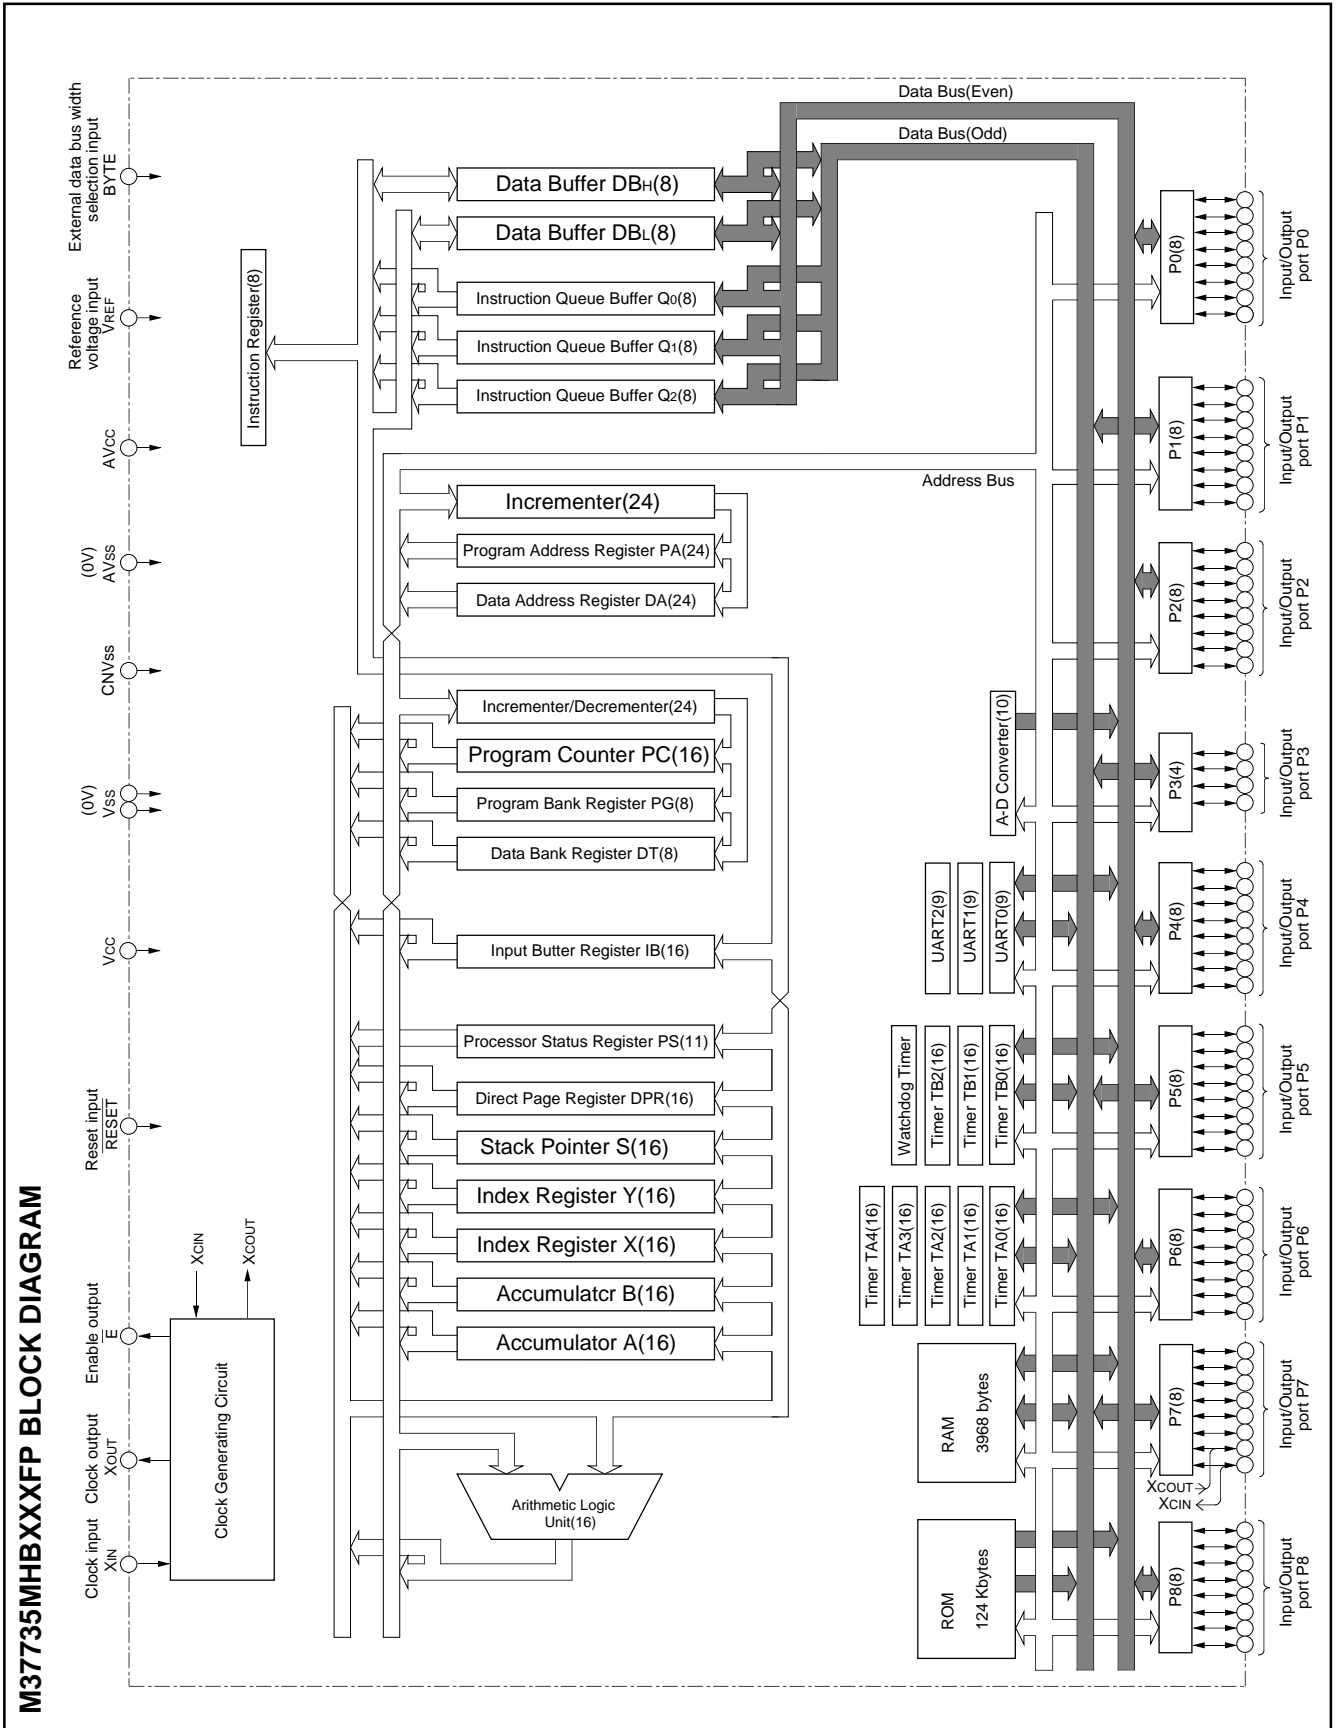 M37735MHBXXXFP BLOCK DIAGRAM
External data bus width
selection input
BYTE
Reference
voltage input
VREF
AVCC
(0V)
AVSS
CNVSS
(0V)
VSS
VCC
Reset input
RESET
Enable output
E
Clock output
XOUT
Clock input
XIN
XCIN
XCOUT
Clock Generating Circuit
Instruction Register(8)
Data Bus(Even)
Data Bus(Odd)
Data Buffer DBH(8)
Data Buffer DBL(8)
Instruction Queue Buffer Q0(8)
Instruction Queue Buffer Q1(8)
Instruction Queue Buffer Q2(8)
Address Bus
Incrementer(24)
Program Address Register PA(24)
Data Address Register DA(24)
Incrementer/Decrementer(24)
Program Counter PC(16)
Program Bank Register PG(8)
Data Bank Register DT(8)
Input Butter Register IB(16)
Processor Status Register PS(11)
Direct Page Register DPR(16)
Stack Pointer S(16)
Index Register Y(16)
Index Register X(16)
Accumulatcr B(16)
Accumulator A(16)
Arithmetic Logic
Unit(16)
A-D Converter(10)
UART2(9)
UART1(9)
UART0(9)
Watchdog Timer
Timer TB2(16)
Timer TB1(16)
Timer TB0(16)
Timer TA4(16)
Timer TA3(16)
Timer TA2(16)
Timer TA1(16)
Timer TA0(16)
RAM
3968 bytes
ROM
124 Kbytes
P0(8)
Input/Output
port P0
P1(8)
Input/Output
port P1
P2(8)
Input/Output
port P2
P3(4)
Input/Output
port P3
P4(8)
Input/Output
port P4
P5(8)
Input/Output
port P5
P6(8)
Input/Output
port P6
P7(8)
Input/Output
port P7
XCOUT
XCIN
P8(8)
Input/Output
port P8